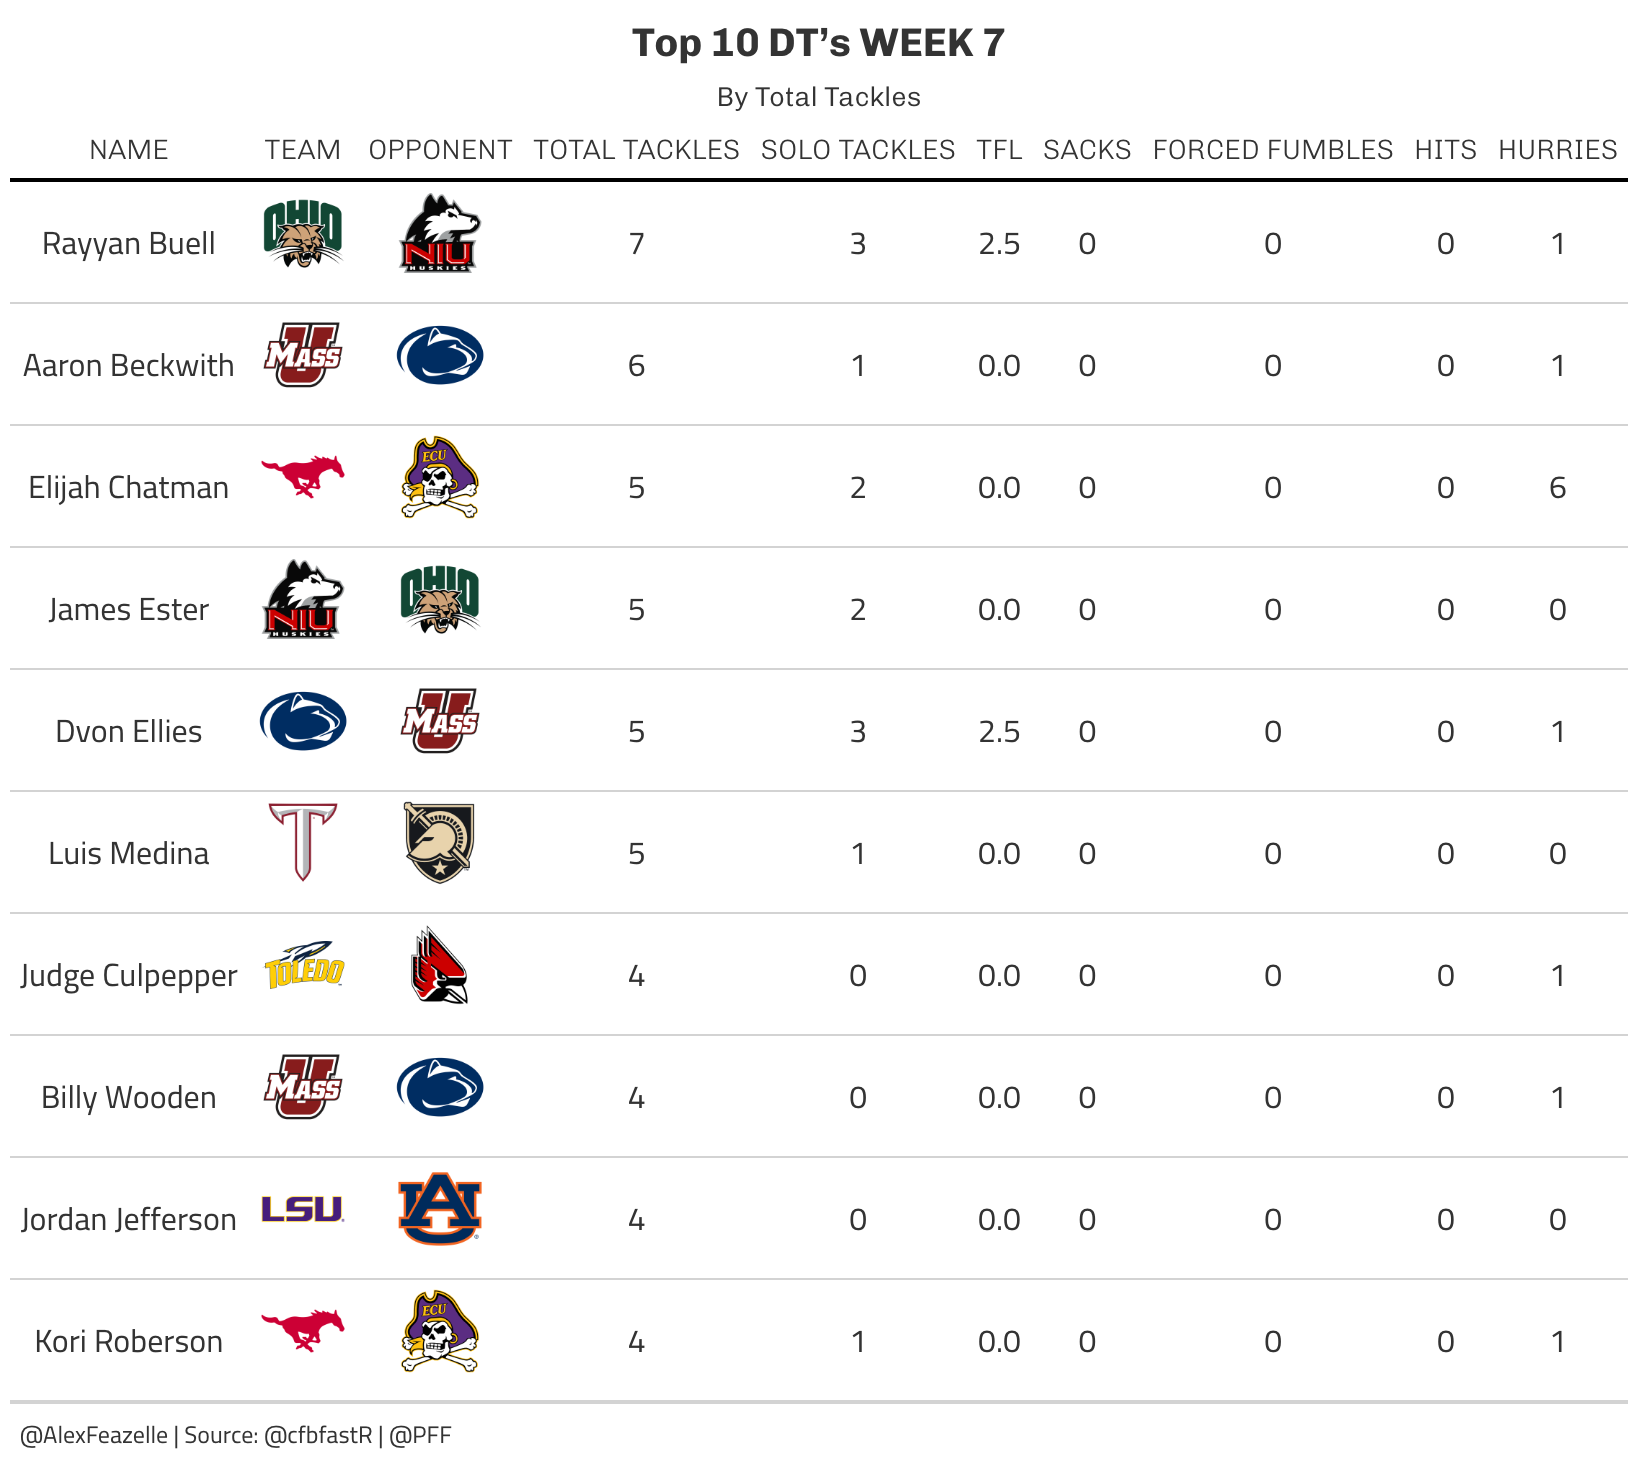 Top 10 DT’s WEEK 7
By Total Tackles
NAME TEAM OPPONENT TOTAL TACKLES SOLO TACKLES TFL SACKS FORCED FUMBLES HITS HURRIES
Rayyan Buell OHIO NIU HUSKIES 7 3 2.5 0 0 0 1
Aaron Beckwith UMASS 6 1 0.0 0 0 0 1
Elijah Chatman ECU 5 2 0.0 0 0 0 6
James Ester NIU HUSKIES OHIO 5 2 0.0 0 0 0 0
Dvon Ellies UMASS 5 3 2.5 0 0 0 1
Luis Medina T 5 1 0.0 0 0 0 0
Judge Culpepper TOLEDO 4 0 0.0 0 0 0 1
Billy Wooden UMASS 4 0 0.0 0 0 0 1
Jordan Jefferson LSU AU 4 0 0.0 0 0 0 0
Kori Roberson ECU 4 1 0.0 0 0 0 1
@AlexFeazelle | Source: @cfbfastR | @PFF